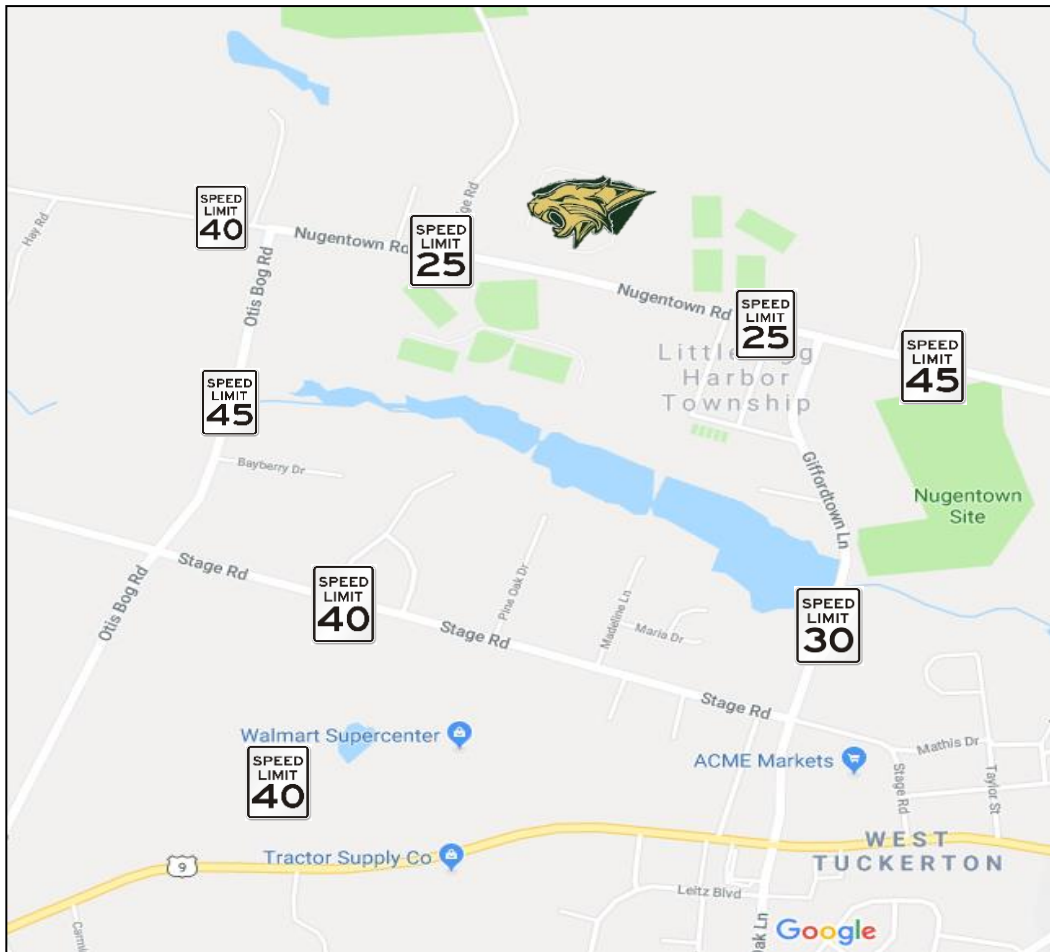 SPEED
LIMIT
40
Hay Rd
Otis Bog Rd
Nugentown Rd
SPEED
LIMIT
25
Rd
Nugentown Rd
SPEED
LIMIT
25
SPEED
LIMIT
45
Harbor
Township
SPEED
LIMIT
45
Bayberry Dr
Giffordtown Ln
Nugentown
Site
Stage Rd
Otis Bog Rd
SPEED
LIMIT
40
Pine Oak Dr
Stage Rd
Madeline Ln
Maria Dr
SPEED
LIMIT
30
Stage Rd
Walmart Supercenter
SPEED
LIMIT
40
ACME Markets
Mathis Dr
Stage Rd
Taylor St
WEST
TUCKERTON
9
Tractor Supply Co
Leitz Blvd
Ln
Google